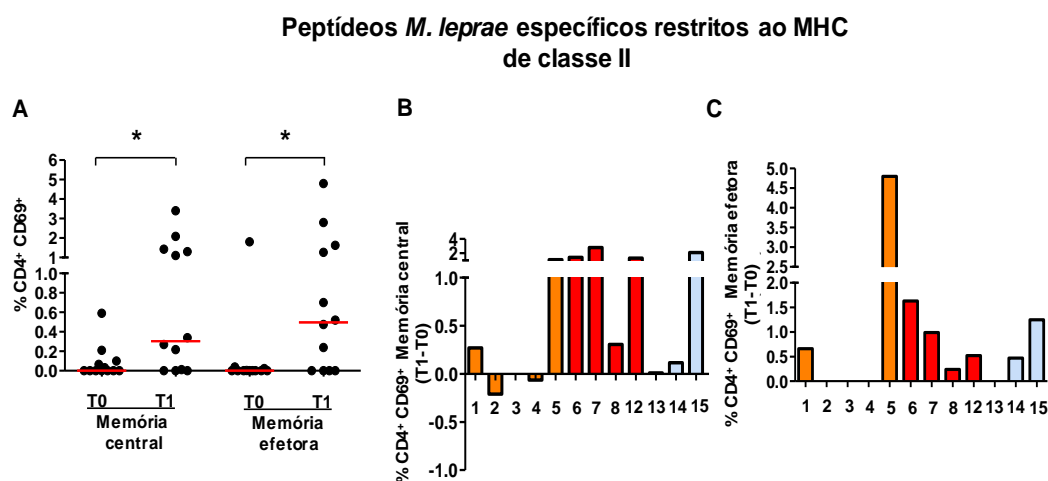 Peptídeos M. leprae específicos restritos ao MHC
de classe II
A
*
*
% CD4+ CD69+
6
5
4
3
2
1
1.0
0.8
0.6
0.4
0.2
0.0
T0 T1 T0 T1
Memória
central
Memória
efetora
B
% CD4+ CD69+ Memória central
(T1-T0)
4
2
1.0
0.5
0.0
-0.5
-1.0
1 2 3 4 5 6 7 8 12 13 14 15
C
% CD4+ CD69+ Memória efetora
(T1-T0)
5.0
4.5
4.0
3.5
3.0
2.5
2.0
1.5
1.0
0.5
0.0
1 2 3 4 5 6 7 8 12 13 14 15